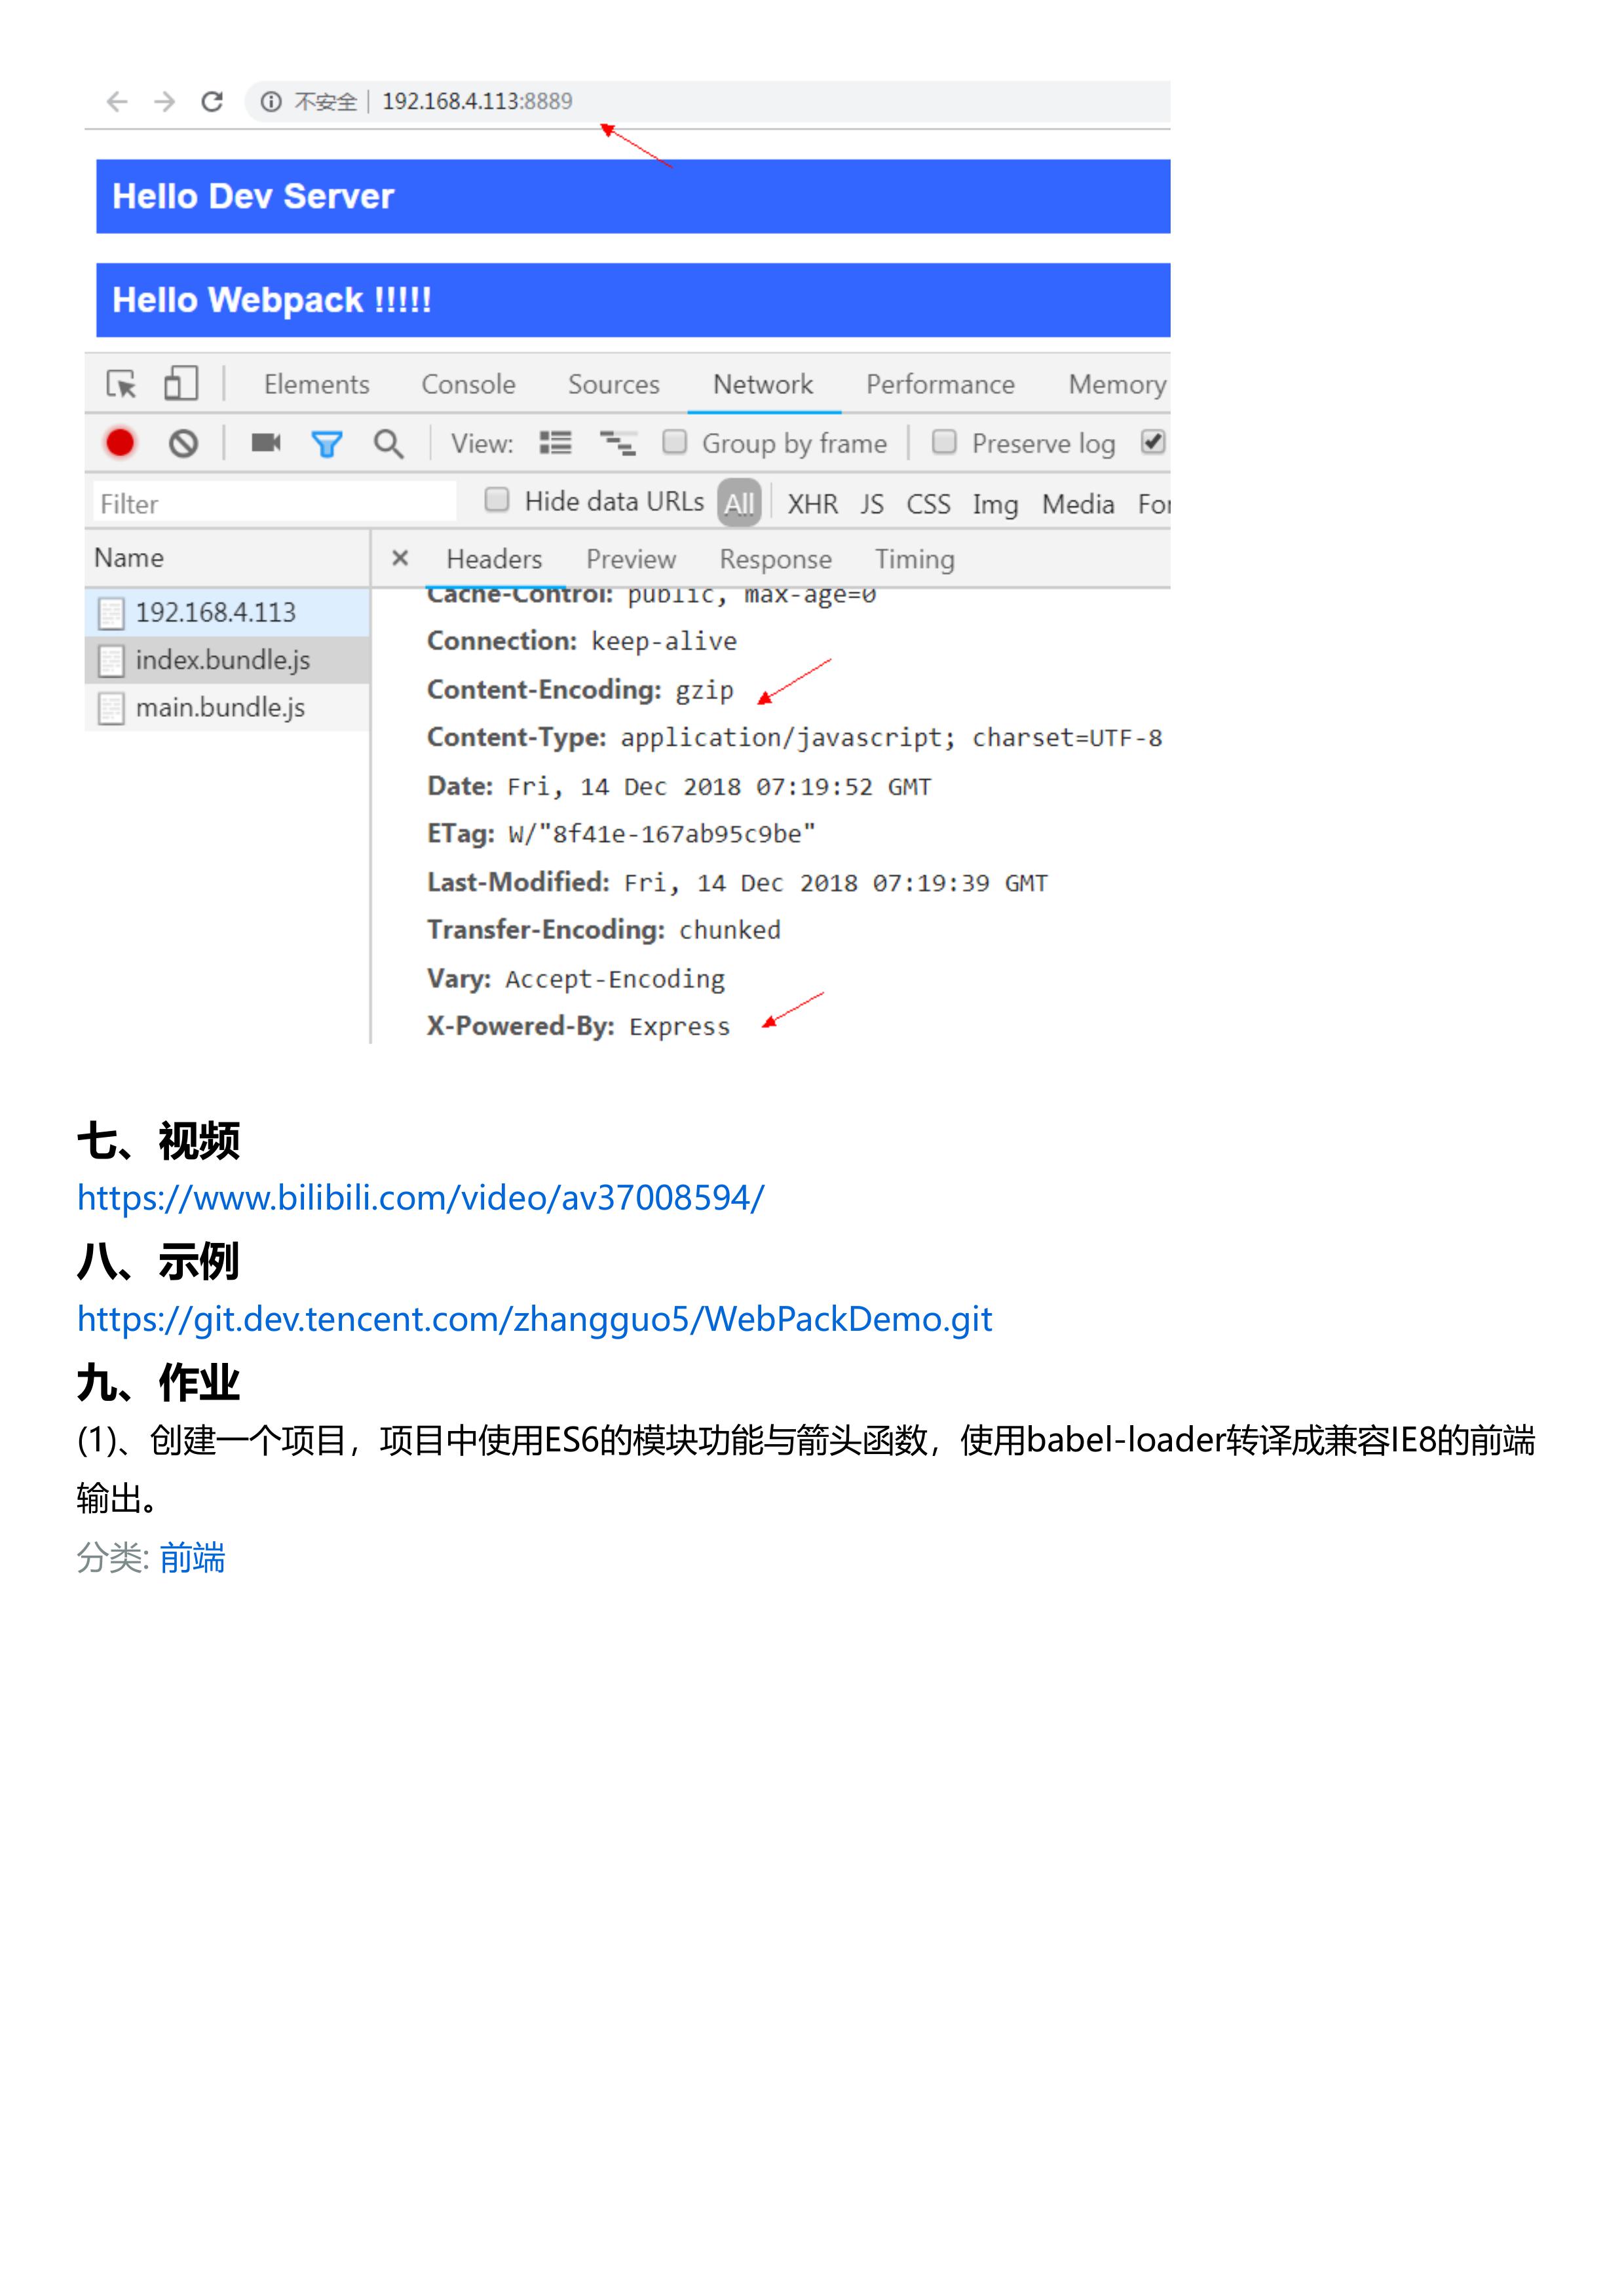 不安全 | 192.168.4.113:8889
Hello Dev Server
Hello Webpack !!!!!
Elements Console Sources Network Performance Memory
View: Group by frame Preserve log
Filter Hide data URLs All XHR JS CSS Img Media For
Name × Headers Preview Response Timing
Cache-Control: public, max-age=0
192.168.4.113
Connection: keep-alive
index.bundle.js
Content-Encoding: gzip
main.bundle.js
Content-Type: application/javascript; charset=UTF-8
Date: Fri, 14 Dec 2018 07:19:52 GMT
ETag: W/"8f41e-167ab95c9be"
Last-Modified: Fri, 14 Dec 2018 07:19:39 GMT
Transfer-Encoding: chunked
Vary: Accept-Encoding
X-Powered-By: Express
七、视频
https://www.bilibili.com/video/av37008594/
八、示例
https://git.dev.tencent.com/zhangguo5/WebPackDemo.git
九、作业
(1)、创建一个项目，项目中使用ES6的模块功能与箭头函数，使用babel-loader转译成兼容IE8的前端
输出。
分类: 前端